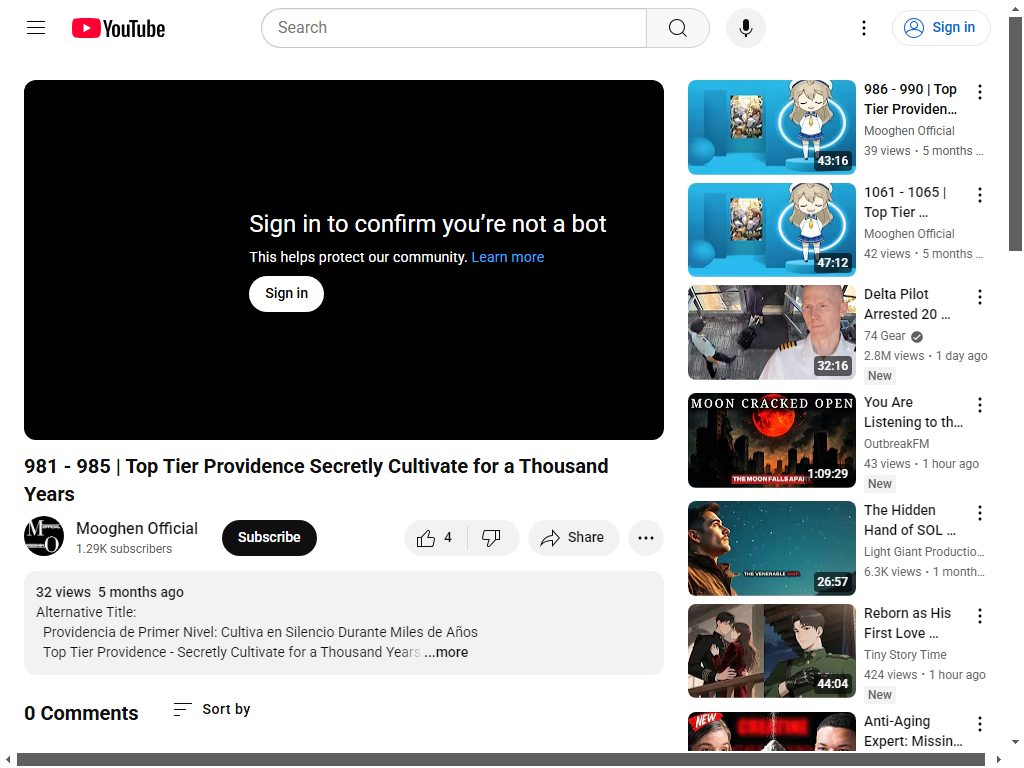 YouTube
Search
Sign in
Sign in to confirm you're not a bot
This helps protect our community. Learn more
Sign in
981 - 985 | Top Tier Providence Secretly Cultivate for a Thousand
Years
Mooghen Official
1.29K subscribers
Subscribe
4
Share
32 views 5 months ago
Alternative Title:
Providencia de Primer Nivel: Cultiva en Silencio Durante Miles de Años
Top Tier Providence - Secretly Cultivate for a Thousand Years ...more
0 Comments
Sort by
43:16
986 - 990 | Top
Tier Providen…
Mooghen Official
39 views • 5 months ...
47:12
1061 - 1065 |
Top Tier …
Mooghen Official
42 views • 5 months ...
32:16
Delta Pilot
Arrested 20 …
74 Gear
2.8M views • 1 day ago
New
MOON CRACKED OPEN
THE MOON FALLS APART
1:09:29
You Are
Listening to th…
OutbreakFM
43 views • 1 hour ago
New
THE VENERABLE SHIP
26:57
The Hidden
Hand of SOL …
Light Giant Productio…
6.3K views • 1 month…
44:04
Reborn as His
First Love …
Tiny Story Time
424 views • 1 hour ago
New
NEW
CREATINE
Anti-Aging
Expert: Missin…